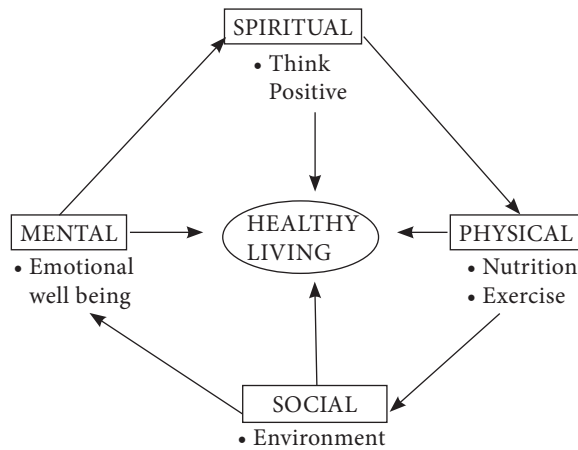 SPIRITUAL
• Think
Positive
MENTAL
• Emotional
well being
HEALTHY
LIVING
PHYSICAL
• Nutrition
• Exercise
SOCIAL
• Environment